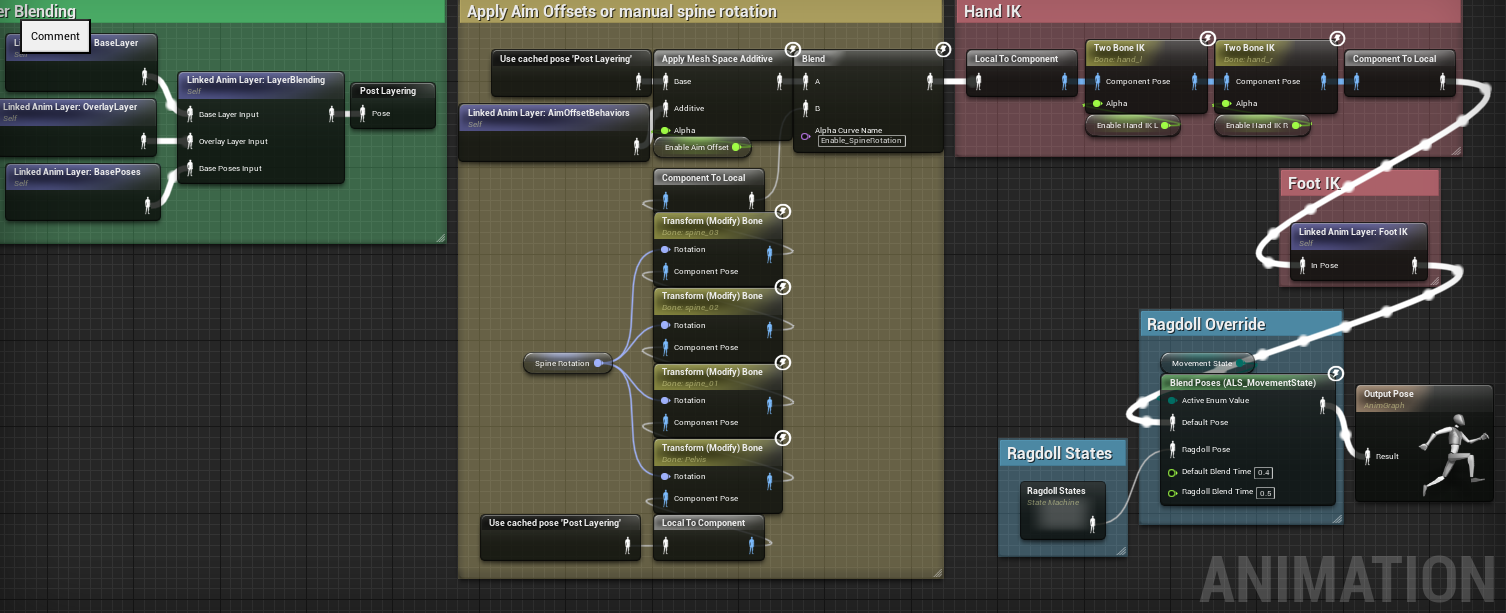 er Blending
Comment
BaseLayer
Self
Linked Anim Layer: OverlayLayer
Self
Linked Anim Layer: BasePoses
Self
Linked Anim Layer: LayerBlending
Self
Base Layer Input
Overlay Layer Input
Base Poses Input
Post Layering
Pose
Apply Aim Offsets or manual spine rotation
Use cached pose 'Post Layering'
Linked Anim Layer: AimOffsetBehaviors
Self
Apply Mesh Space Additive
Base
Additive
Alpha
Enable Aim Offset
Blend
A
B
Alpha Curve Name
Enable_SpineRotation
Component To Local
Transform (Modify) Bone
Bone: spine_03
Rotation
Component Pose
Transform (Modify) Bone
Bone: spine_02
Rotation
Component Pose
Spine Rotation
Transform (Modify) Bone
Bone: spine_01
Rotation
Component Pose
Transform (Modify) Bone
Bone: Pelvis
Rotation
Component Pose
Use cached pose 'Post Layering'
Local To Component
Hand IK
Local To Component
Two Bone IK
Bone: hand_l
Component Pose
Alpha
Enable Hand IK L
Two Bone IK
Bone: hand_r
Component Pose
Alpha
Enable Hand IK R
Component To Local
Foot IK
Linked Anim Layer: Foot IK
Self
In Pose
Ragdoll Override
Movement State
Blend Poses (ALS_MovementState)
Active Enum Value
Default Pose
Ragdoll Pose
Default Blend Time 0.4
Ragdoll Blend Time 0.5
Ragdoll States
Ragdoll States
State Machine
Output Pose
AnimGraph
Result
ANIMATION